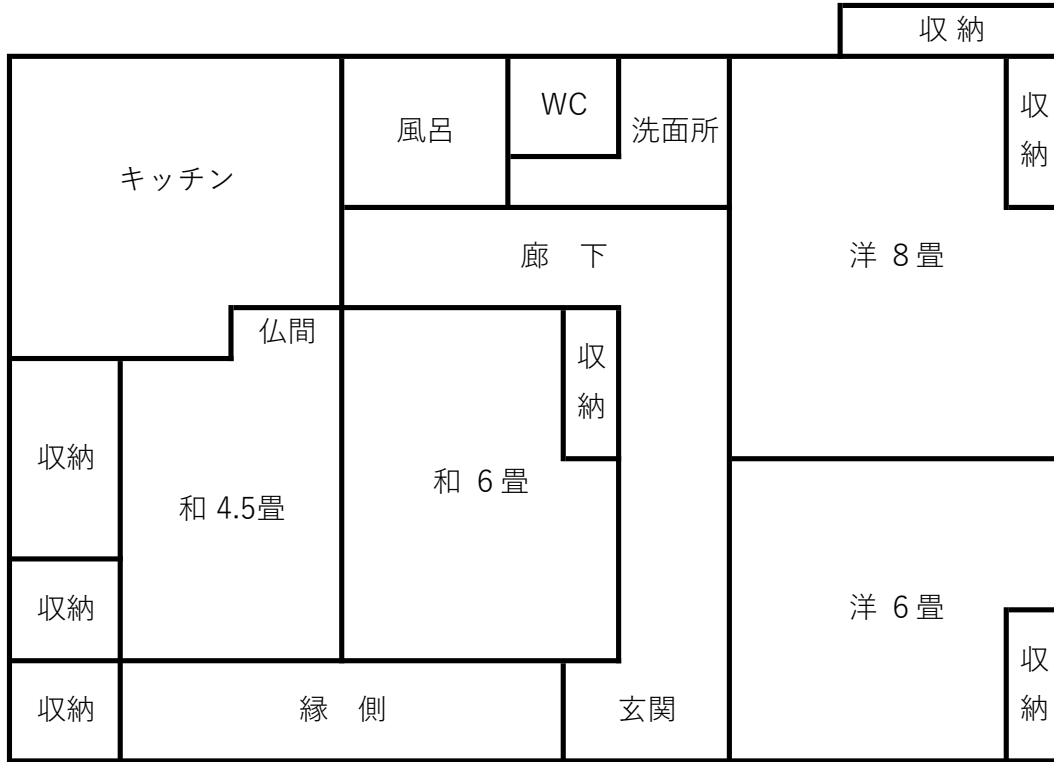 収 納
WC
収
納
風呂
洗面所
キッチン
廊　下
洋 8畳
仏間
収
納
収納
和 6畳
和 4.5畳
収納
洋 6畳
収
納
収納
縁　側
玄関